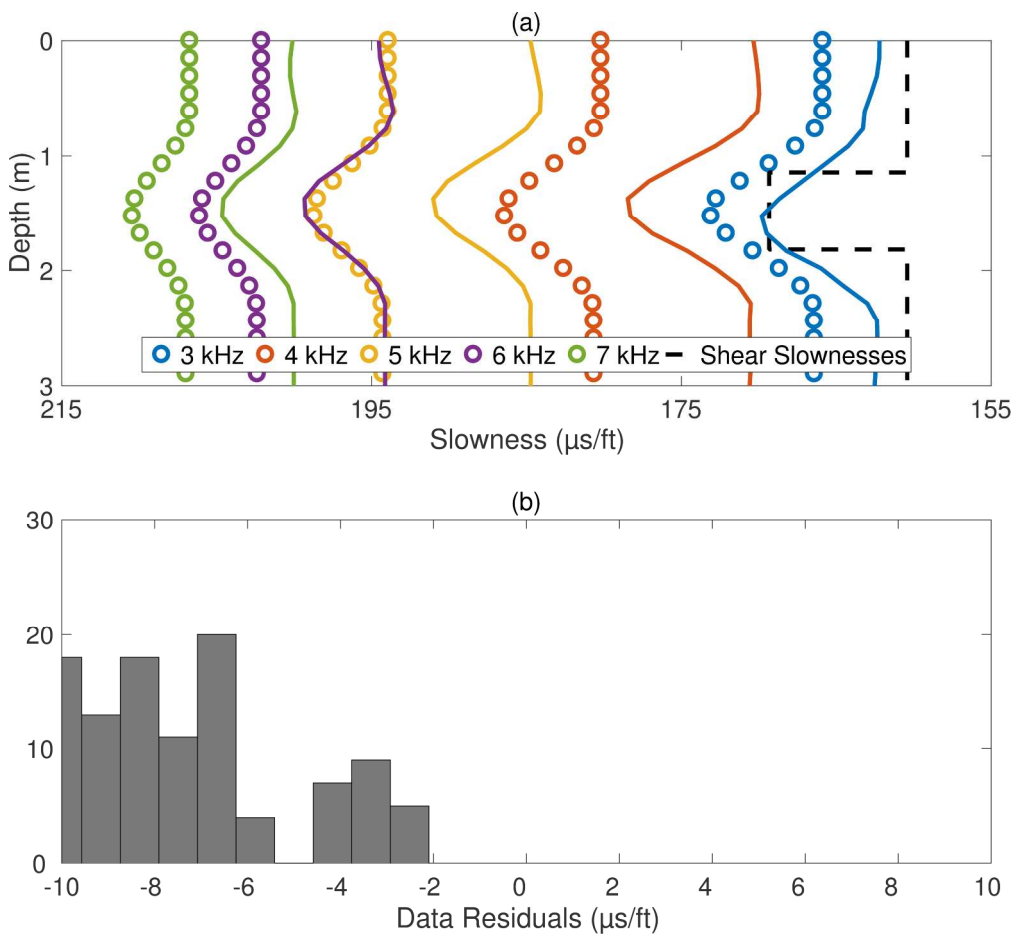 (a)
0
1
2
3
Depth (m)
3 kHz 4 kHz 5 kHz 6 kHz 7 kHz Shear Slownesses
215 195 175 155
Slowness (µs/ft)
(b)
30
20
10
0
-10 -8 -6 -4 -2 0 2 4 6 8 10
Data Residuals (µs/ft)